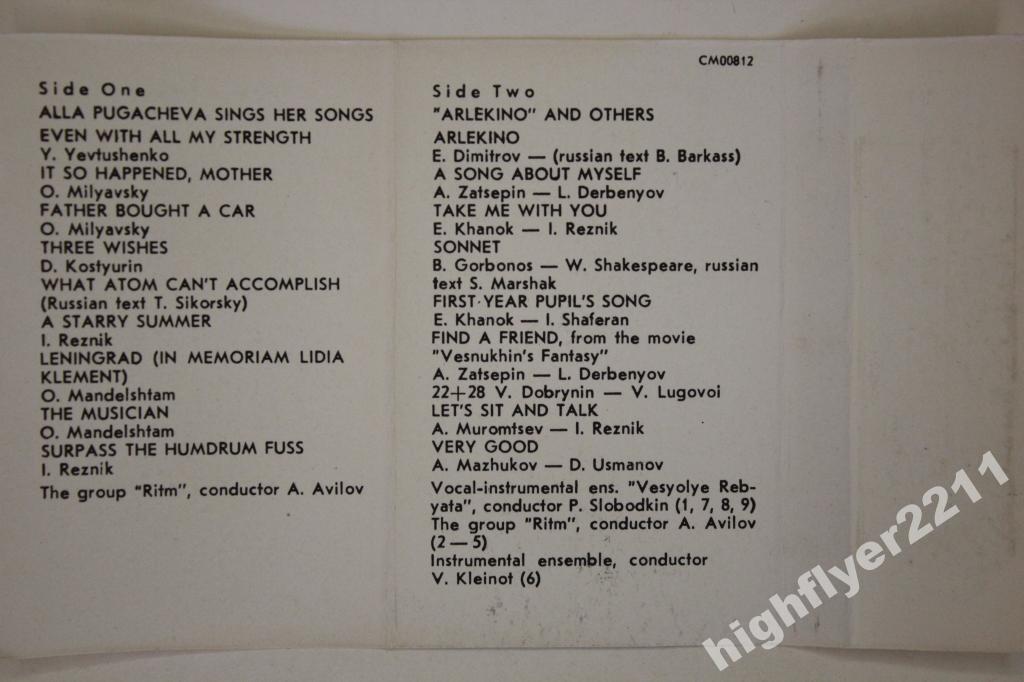 CM00812
Side One
ALLA PUGACHEVA SINGS HER SONGS
EVEN WITH ALL MY STRENGTH
Y. Yevtushenko
IT SO HAPPENED, MOTHER
O. Milyavsky
FATHER BOUGHT A CAR
O. Milyavsky
THREE WISHES
D. Kostyurin
WHAT ATOM CAN'T ACCOMPLISH
(Russian text T. Sikorsky)
A STARRY SUMMER
I. Reznik
LENINGRAD (IN MEMORIAM LIDIA
KLEMENT)
O. Mandelshtam
THE MUSICIAN
O. Mandelshtam
SURPASS THE HUMDRUM FUSS
I. Reznik
The group "Ritm", conductor A. Avilov
Side Two
"ARLEKINO" AND OTHERS
ARLEKINO
E. Dimitrov — (russian text B. Barkass)
A SONG ABOUT MYSELF
A. Zatsepin — L. Derbenyov
TAKE ME WITH YOU
E. Khanok — I. Reznik
SONNET
B. Gorbonos — W. Shakespeare, russian
text S. Marshak
FIRST-YEAR PUPIL'S SONG
E. Khanok — I. Shaferan
FIND A FRIEND, from the movie
"Vesnukhin's Fantasy"
A. Zatsepin — L. Derbenyov
22+28 V. Dobrynin — V. Lugovoi
LET'S SIT AND TALK
A. Muromtsev — I. Reznik
VERY GOOD
A. Mazhukov — D. Usmanov
Vocal-instrumental ens. "Vesyolye Reb-
yata", conductor P. Slobodkin (1, 7, 8, 9)
The group "Ritm", conductor A. Avilov
(2 — 5)
Instrumental ensemble, conductor
V. Kleinot (6)
highflyer2211